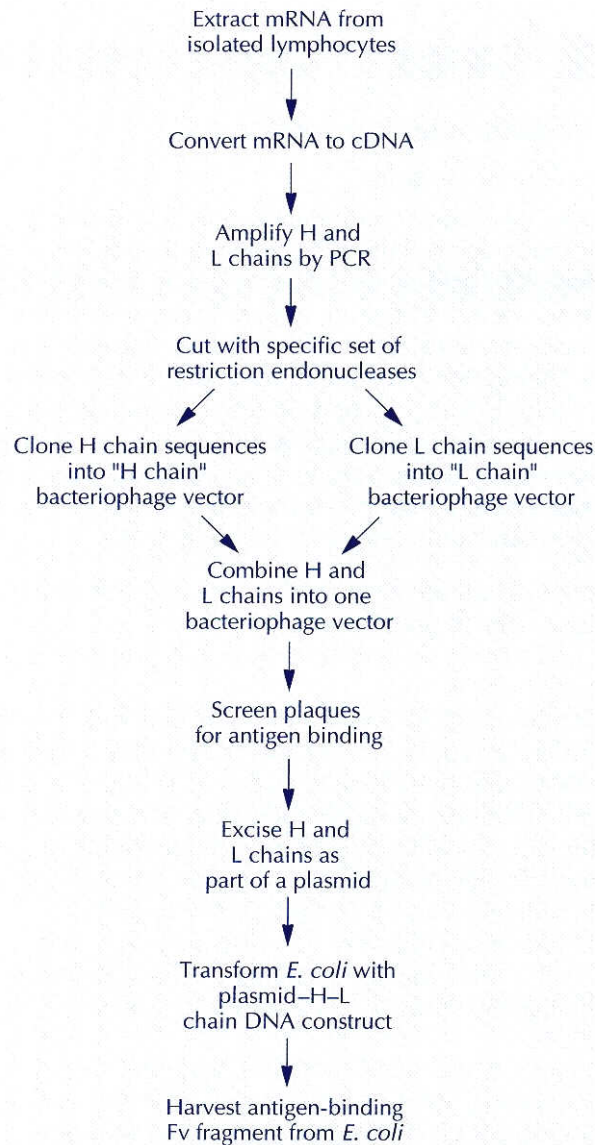 Extract mRNA from
isolated lymphocytes
Convert mRNA to cDNA
Amplify H and
L chains by PCR
Cut with specific set of
restriction endonucleases
Clone H chain sequences
into "H chain"
bacteriophage vector
Clone L chain sequences
into "L chain"
bacteriophage vector
Combine H and
L chains into one
bacteriophage vector
Screen plaques
for antigen binding
Excise H and
L chains as
part of a plasmid
Transform E. coli with
plasmid–H–L
chain DNA construct
Harvest antigen-binding
Fv fragment from E. coli